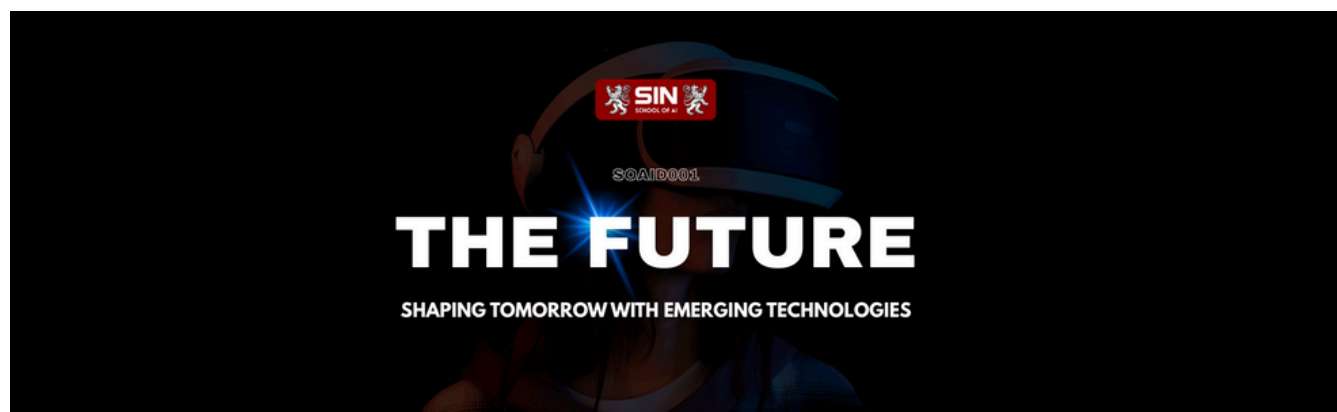 SIN
SCHOOL OF AI
SOAID001
THE FUTURE
SHAPING TOMORROW WITH EMERGING TECHNOLOGIES